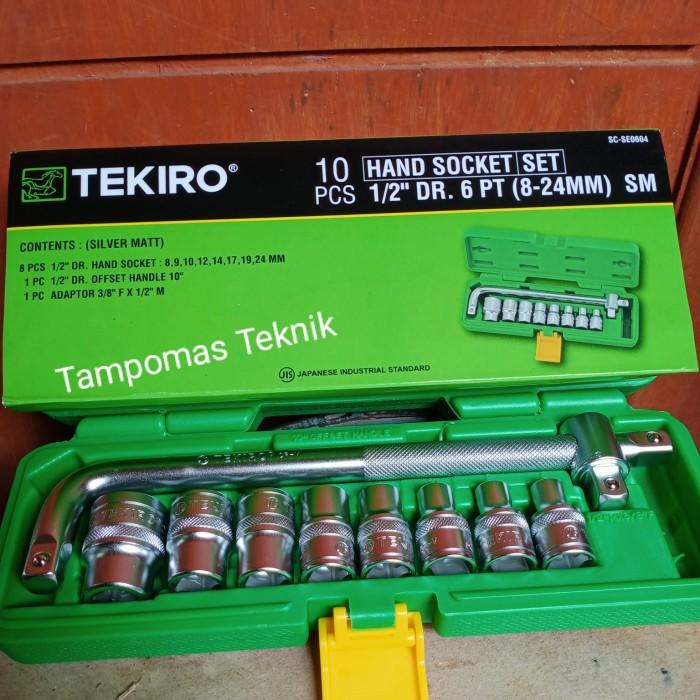 SC-SE0604
TEKIRO®
10 PCS HAND SOCKET SET
1/2" DR. 6 PT (8-24MM) SM
CONTENTS : (SILVER MATT)
8 PCS 1/2" DR. HAND SOCKET : 8,9,10,12,14,17,19,24 MM
1 PC 1/2" DR. OFFSET HANDLE 10"
1 PC ADAPTOR 3/8" F X 1/2" M
Tampomas Teknik
JIS JAPANESE INDUSTRIAL STANDARD
TEKIRO CR-V